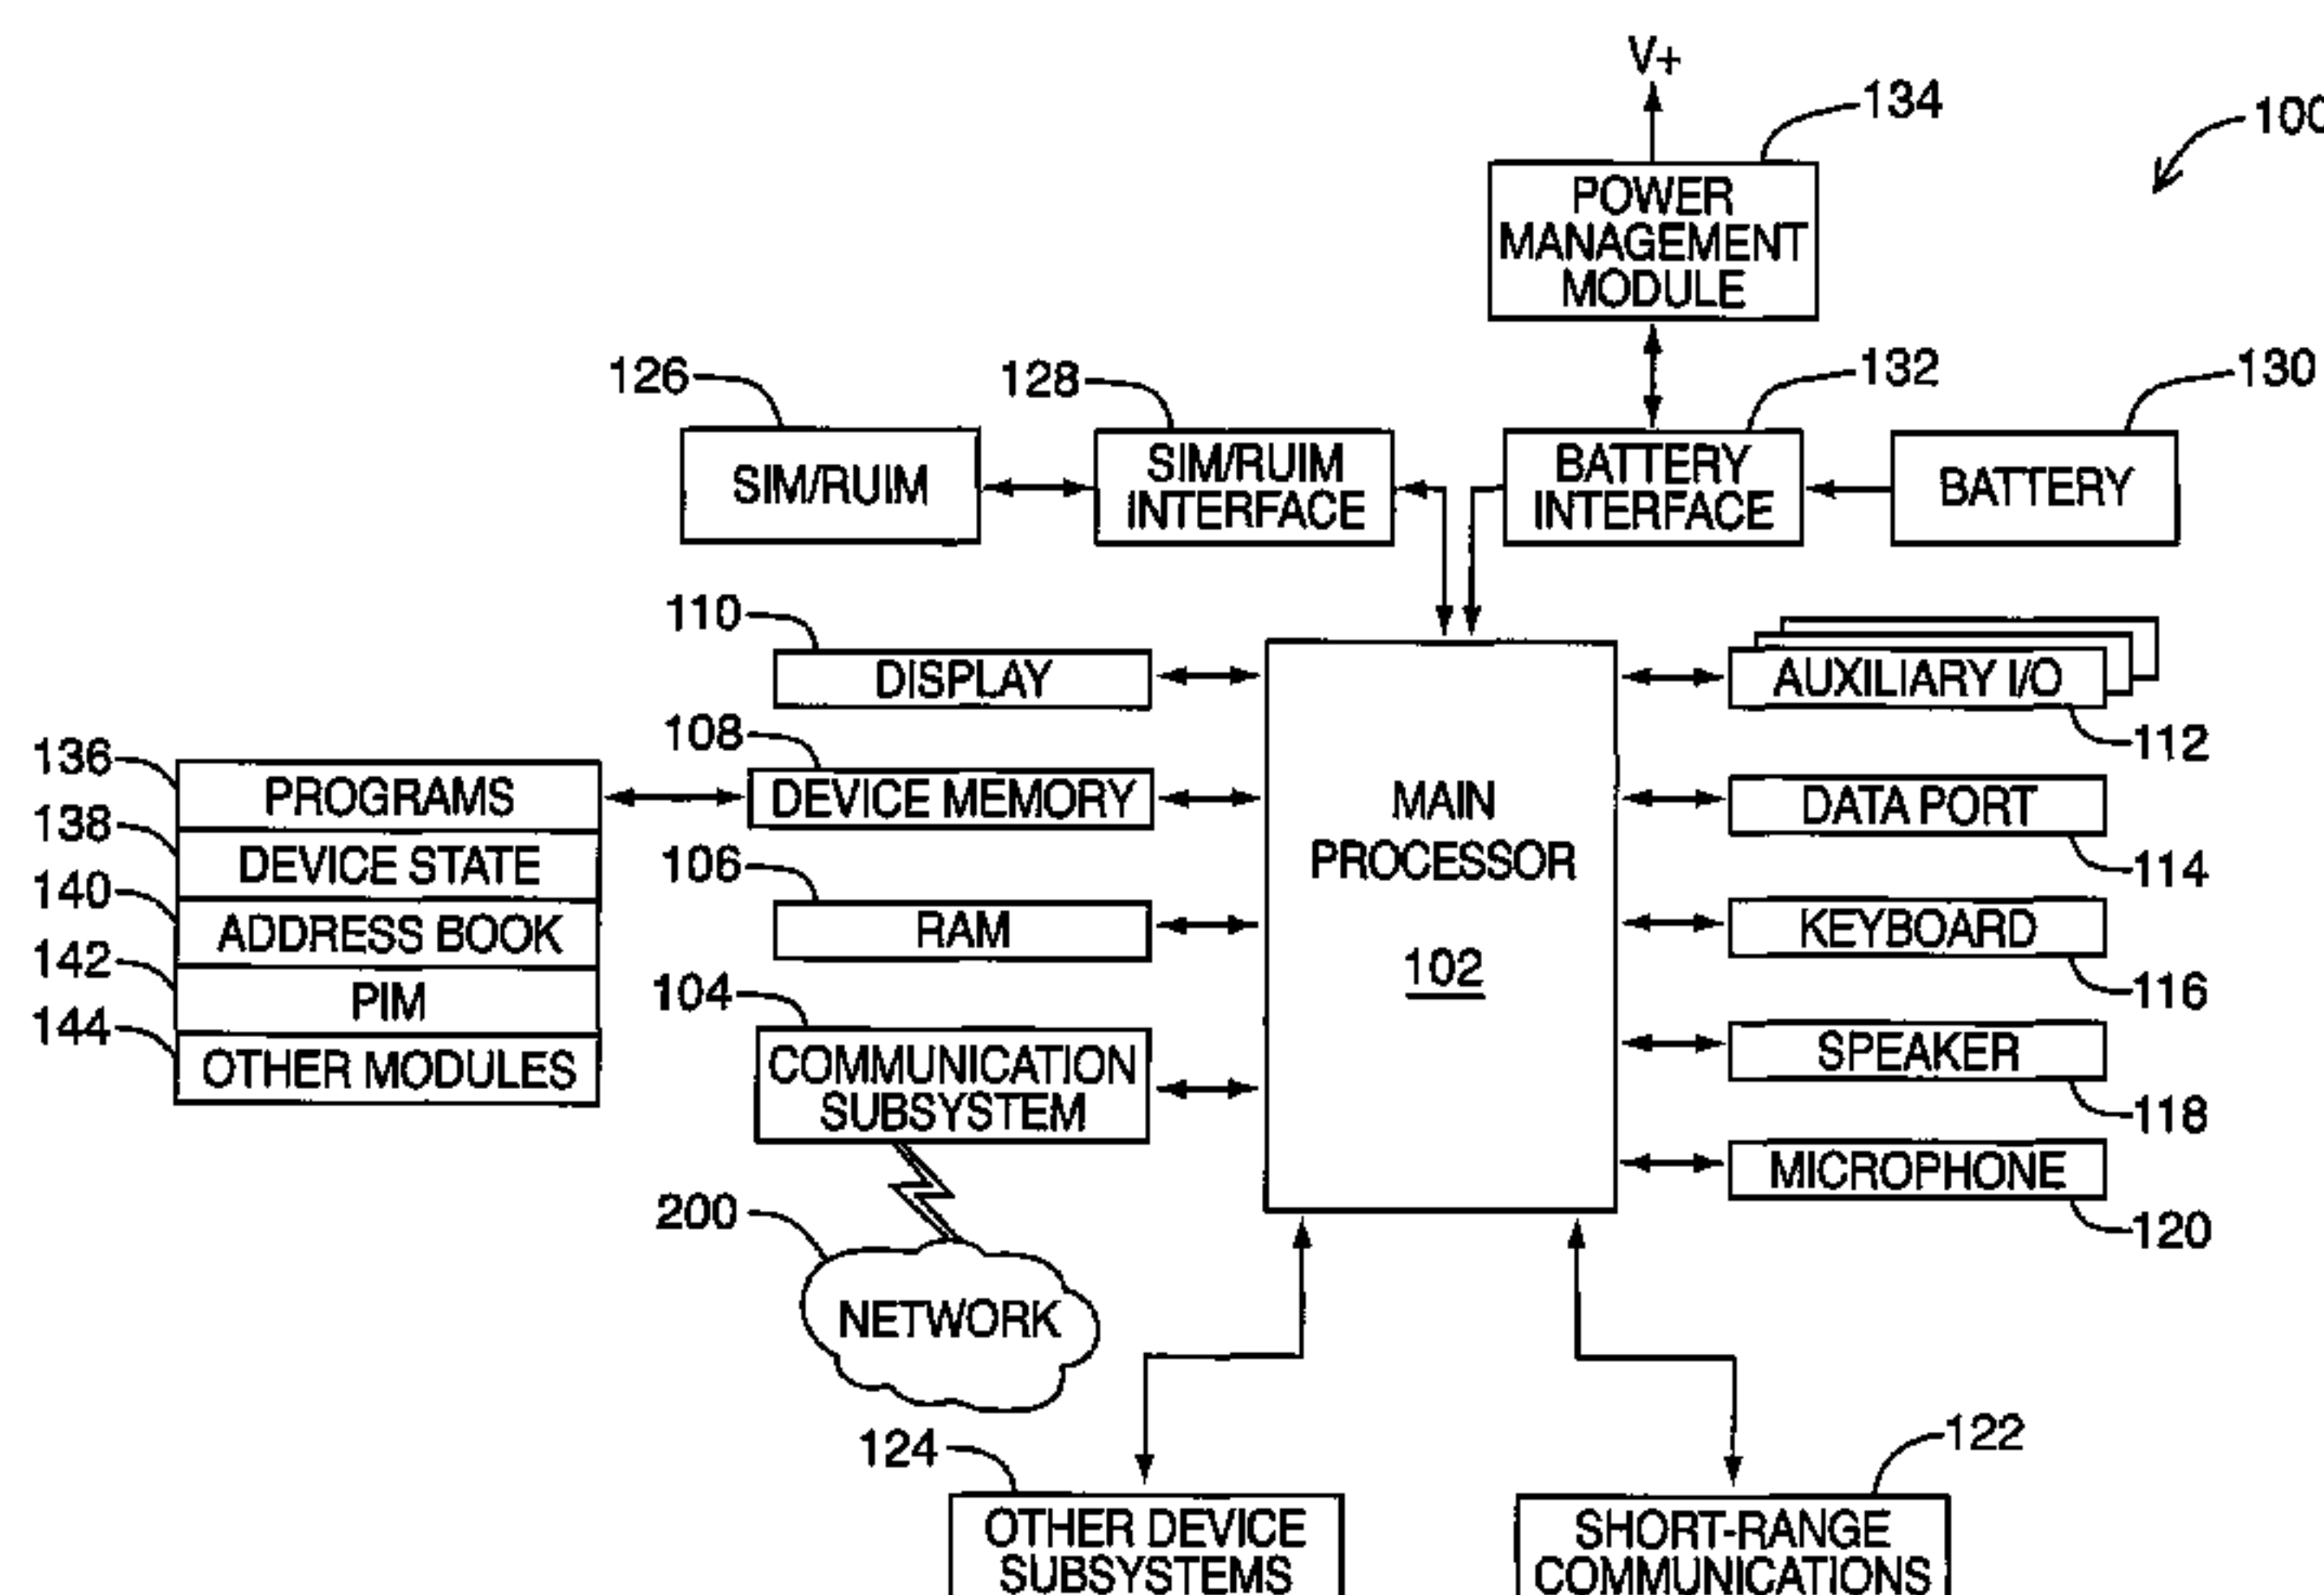 V+
134
100
POWER
MANAGEMENT
MODULE
126
128
132
130
SIM/RUIM
SIM/RUIM
INTERFACE
BATTERY
INTERFACE
BATTERY
110
DISPLAY
AUXILIARY I/O
112
108
136
PROGRAMS
DEVICE MEMORY
MAIN
PROCESSOR
102
DATA PORT
114
138
DEVICE STATE
106
140
ADDRESS BOOK
RAM
KEYBOARD
116
142
PIM
104
144
OTHER MODULES
COMMUNICATION
SUBSYSTEM
SPEAKER
118
MICROPHONE
120
200
NETWORK
124
122
OTHER DEVICE
SUBSYSTEMS
SHORT-RANGE
COMMUNICATIONS